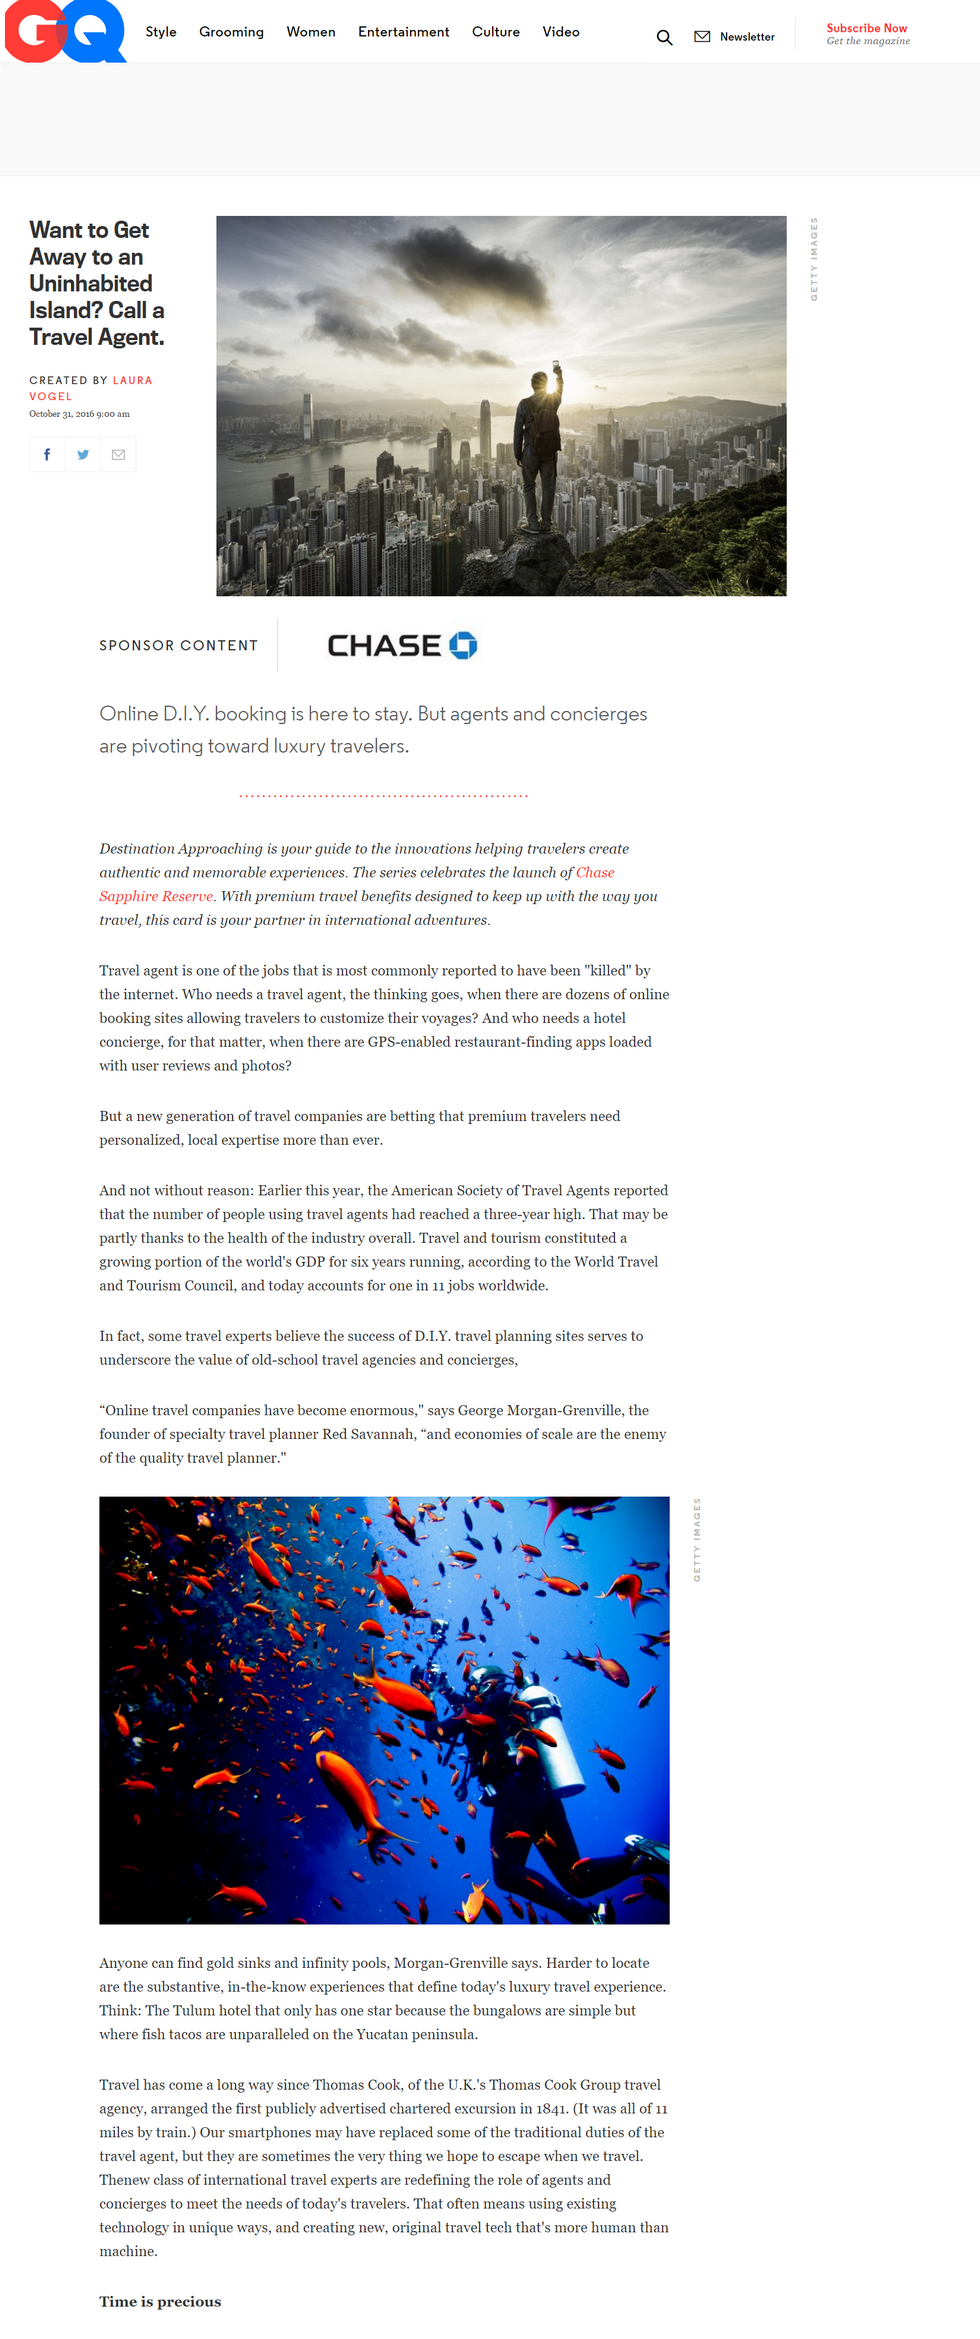 GQ
Style Grooming Women Entertainment Culture Video
Newsletter
Subscribe Now
Get the magazine
Want to Get
Away to an
Uninhabited
Island? Call a
Travel Agent.
CREATED BY LAURA
VOGEL
October 31, 2016 9:00 am
GETTY IMAGES
SPONSOR CONTENT
CHASE
Online D.I.Y. booking is here to stay. But agents and concierges
are pivoting toward luxury travelers.
Destination Approaching is your guide to the innovations helping travelers create
authentic and memorable experiences. The series celebrates the launch of Chase
Sapphire Reserve. With premium travel benefits designed to keep up with the way you
travel, this card is your partner in international adventures.
Travel agent is one of the jobs that is most commonly reported to have been "killed" by
the internet. Who needs a travel agent, the thinking goes, when there are dozens of online
booking sites allowing travelers to customize their voyages? And who needs a hotel
concierge, for that matter, when there are GPS-enabled restaurant-finding apps loaded
with user reviews and photos?
But a new generation of travel companies are betting that premium travelers need
personalized, local expertise more than ever.
And not without reason: Earlier this year, the American Society of Travel Agents reported
that the number of people using travel agents had reached a three-year high. That may be
partly thanks to the health of the industry overall. Travel and tourism constituted a
growing portion of the world's GDP for six years running, according to the World Travel
and Tourism Council, and today accounts for one in 11 jobs worldwide.
In fact, some travel experts believe the success of D.I.Y. travel planning sites serves to
underscore the value of old-school travel agencies and concierges,
“Online travel companies have become enormous," says George Morgan-Grenville, the
founder of specialty travel planner Red Savannah, “and economies of scale are the enemy
of the quality travel planner."
GETTY IMAGES
Anyone can find gold sinks and infinity pools, Morgan-Grenville says. Harder to locate
are the substantive, in-the-know experiences that define today's luxury travel experience.
Think: The Tulum hotel that only has one star because the bungalows are simple but
where fish tacos are unparalleled on the Yucatan peninsula.
Travel has come a long way since Thomas Cook, of the U.K.'s Thomas Cook Group travel
agency, arranged the first publicly advertised chartered excursion in 1841. (It was all of 11
miles by train.) Our smartphones may have replaced some of the traditional duties of the
travel agent, but they are sometimes the very thing we hope to escape when we travel.
Thenew class of international travel experts are redefining the role of agents and
concierges to meet the needs of today's travelers. That often means using existing
technology in unique ways, and creating new, original travel tech that's more human than
machine.
Time is precious